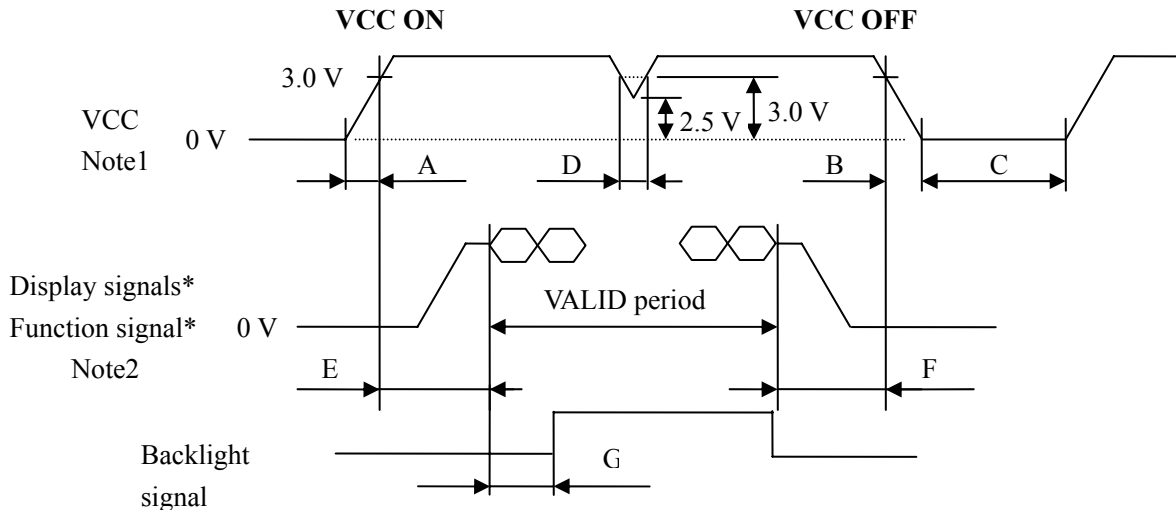 VCC ON
VCC OFF
3.0 V
VCC
0 V
Note1
2.5 V
3.0 V
A
D
B
C
Display signals*
Function signal*
0 V
Note2
VALID period
E
F
Backlight
signal
G